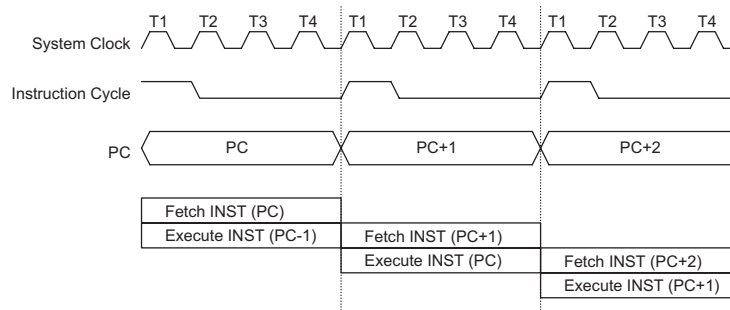 T1 T2 T3 T4 T1 T2 T3 T4 T1 T2 T3 T4
System Clock
Instruction Cycle
PC PC PC+1 PC+2
Fetch INST (PC)
Execute INST (PC-1) Fetch INST (PC+1)
Execute INST (PC) Fetch INST (PC+2)
Execute INST (PC+1)